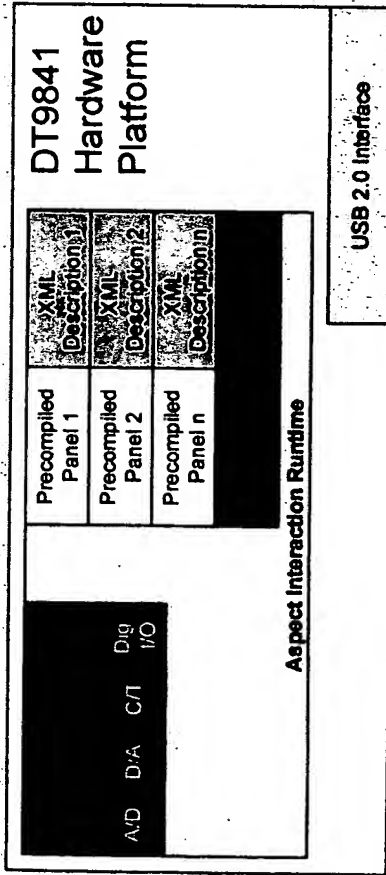 DT9841
Hardware
Platform
Precompiled
Panel 1
XML
Description 1
Precompiled
Panel 2
XML
Description 2
Precompiled
Panel n
XML
Description n
A/D D/A C/T Dig
I/O
Aspect Interaction Runtime
USB 2.0 Interface